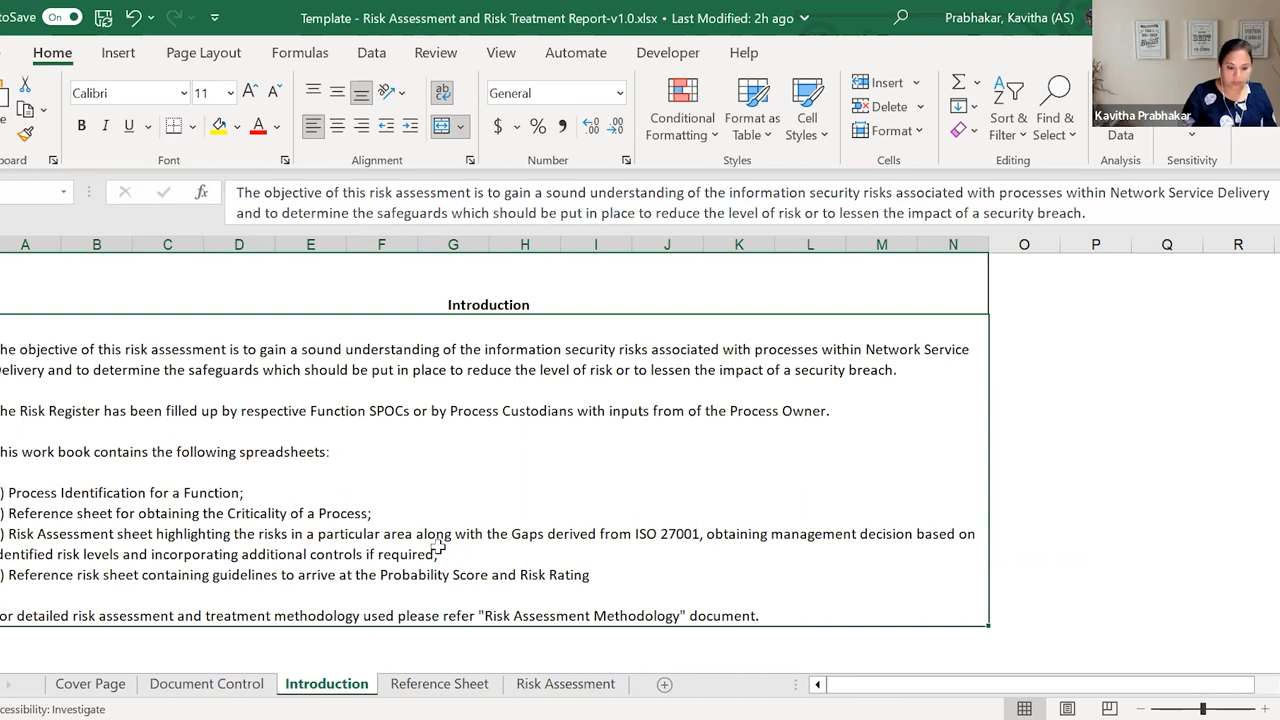 toSave On Template - Risk Assessment and Risk Treatment Report-v1.0.xlsx • Last Modified: 2h ago Prabhakar, Kavitha (AS)
Home Insert Page Layout Formulas Data Review View Automate Developer Help
Calibri 11 A A ab General $ % Conditional Formatting Format as Table Cell Styles Insert Delete Format Sort & Filter Find & Select Data
B I U A
board Font Alignment Number Styles Cells Editing Analysis Sensitivity
Kavitha Prabhakar
fx The objective of this risk assessment is to gain a sound understanding of the information security risks associated with processes within Network Service Delivery
and to determine the safeguards which should be put in place to reduce the level of risk or to lessen the impact of a security breach.
A B C D E F G H I J K L M N O P Q R
Introduction
he objective of this risk assessment is to gain a sound understanding of the information security risks associated with processes within Network Service
elivery and to determine the safeguards which should be put in place to reduce the level of risk or to lessen the impact of a security breach.
he Risk Register has been filled up by respective Function SPOCs or by Process Custodians with inputs from of the Process Owner.
his work book contains the following spreadsheets:
) Process Identification for a Function;
) Reference sheet for obtaining the Criticality of a Process;
) Risk Assessment sheet highlighting the risks in a particular area along with the Gaps derived from ISO 27001, obtaining management decision based on
dentified risk levels and incorporating additional controls if required;
) Reference risk sheet containing guidelines to arrive at the Probability Score and Risk Rating
or detailed risk assessment and treatment methodology used please refer "Risk Assessment Methodology" document.
Cover Page Document Control Introduction Reference Sheet Risk Assessment
cessibility: Investigate